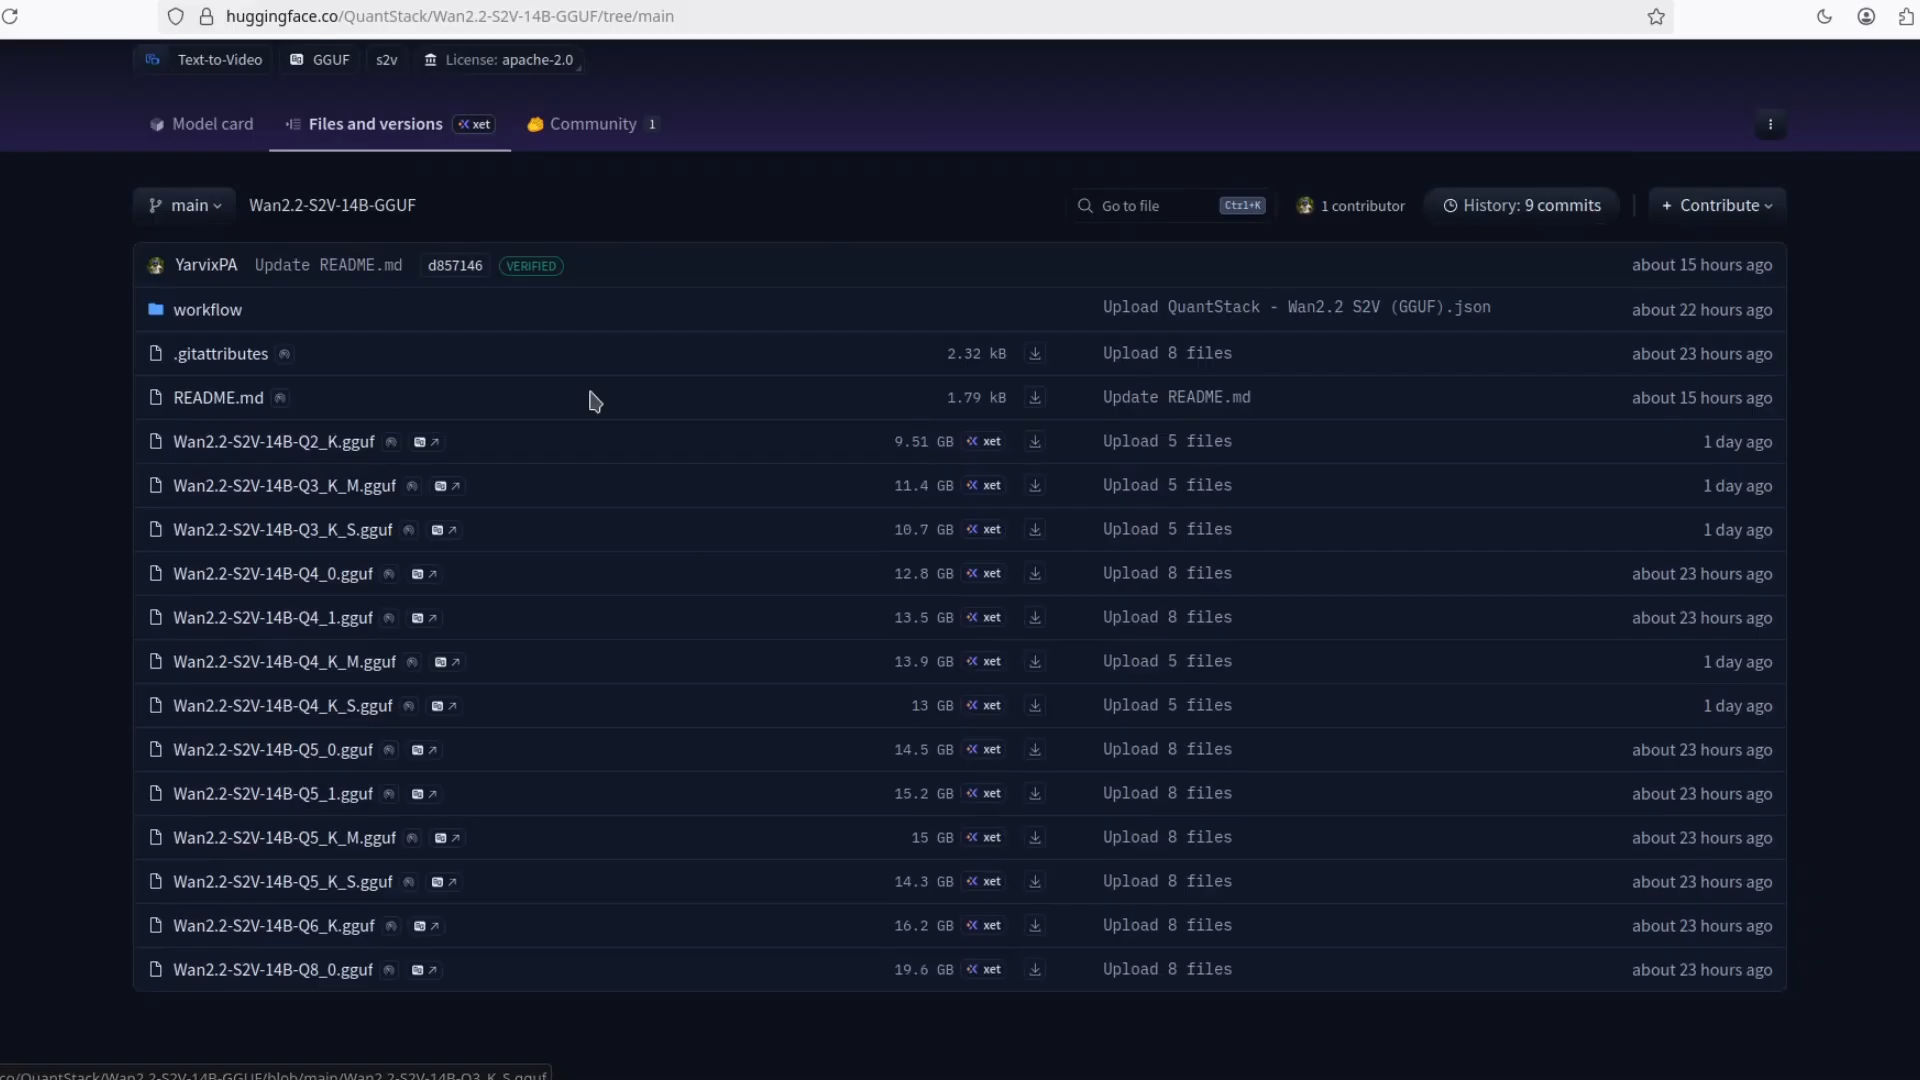 huggingface.co/QuantStack/Wan2.2-S2V-14B-GGUF/tree/main
Text-to-Video GGUF s2v License: apache-2.0
Model card Files and versions xet Community 1
main Wan2.2-S2V-14B-GGUF Go to file Ctrl+K 1 contributor History: 9 commits + Contribute
YarvixPA Update README.md d857146 VERIFIED about 15 hours ago
workflow Upload QuantStack - Wan2.2 S2V (GGUF).json about 22 hours ago
.gitattributes 2.32 kB Upload 8 files about 23 hours ago
README.md 1.79 kB Update README.md about 15 hours ago
Wan2.2-S2V-14B-Q2_K.gguf 9.51 GB xet Upload 5 files 1 day ago
Wan2.2-S2V-14B-Q3_K_M.gguf 11.4 GB xet Upload 5 files 1 day ago
Wan2.2-S2V-14B-Q3_K_S.gguf 10.7 GB xet Upload 5 files 1 day ago
Wan2.2-S2V-14B-Q4_0.gguf 12.8 GB xet Upload 8 files about 23 hours ago
Wan2.2-S2V-14B-Q4_1.gguf 13.5 GB xet Upload 8 files about 23 hours ago
Wan2.2-S2V-14B-Q4_K_M.gguf 13.9 GB xet Upload 5 files 1 day ago
Wan2.2-S2V-14B-Q4_K_S.gguf 13 GB xet Upload 5 files 1 day ago
Wan2.2-S2V-14B-Q5_0.gguf 14.5 GB xet Upload 8 files about 23 hours ago
Wan2.2-S2V-14B-Q5_1.gguf 15.2 GB xet Upload 8 files about 23 hours ago
Wan2.2-S2V-14B-Q5_K_M.gguf 15 GB xet Upload 8 files about 23 hours ago
Wan2.2-S2V-14B-Q5_K_S.gguf 14.3 GB xet Upload 8 files about 23 hours ago
Wan2.2-S2V-14B-Q6_K.gguf 16.2 GB xet Upload 8 files about 23 hours ago
Wan2.2-S2V-14B-Q8_0.gguf 19.6 GB xet Upload 8 files about 23 hours ago
co/QuantStack/Wan2.2-S2V-14B-GGUF/blob/main/Wan2.2-S2V-14B-Q3_K_S.gguf